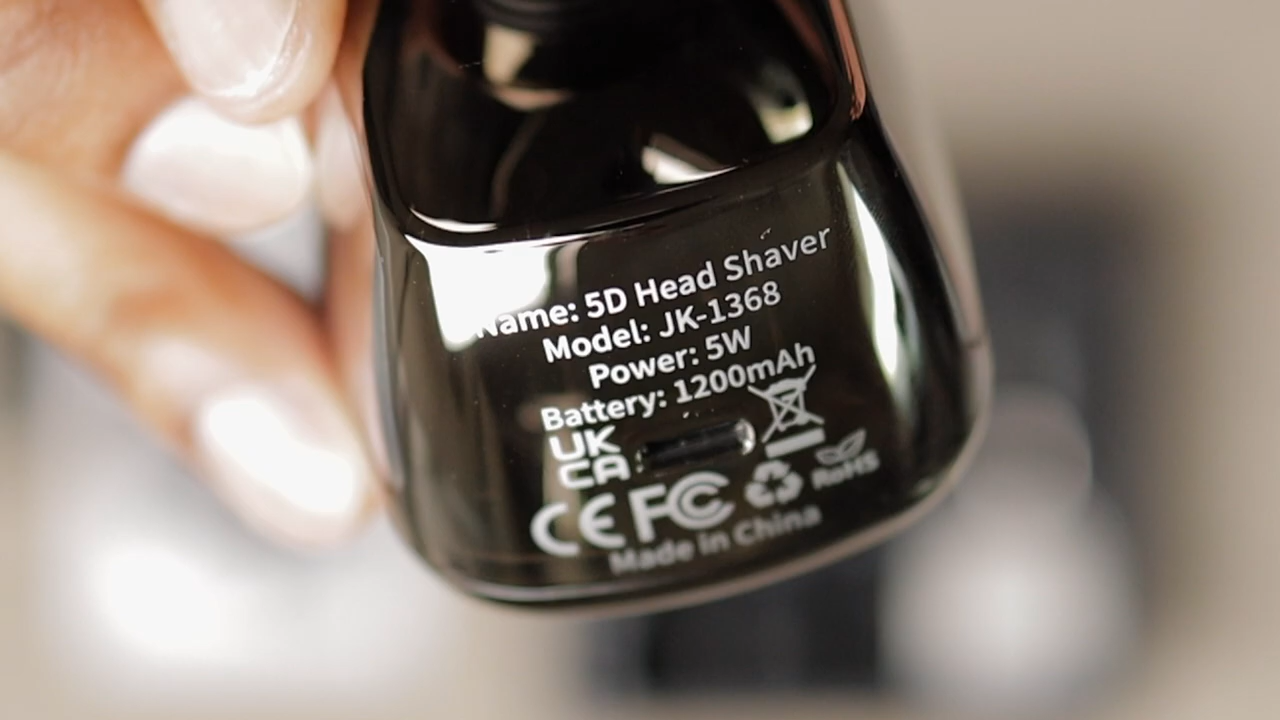 Name: 5D Head Shaver
Model: JK-1368
Power: 5W
Battery: 1200mAh
UK
CA
CE FC RoHS
Made in China